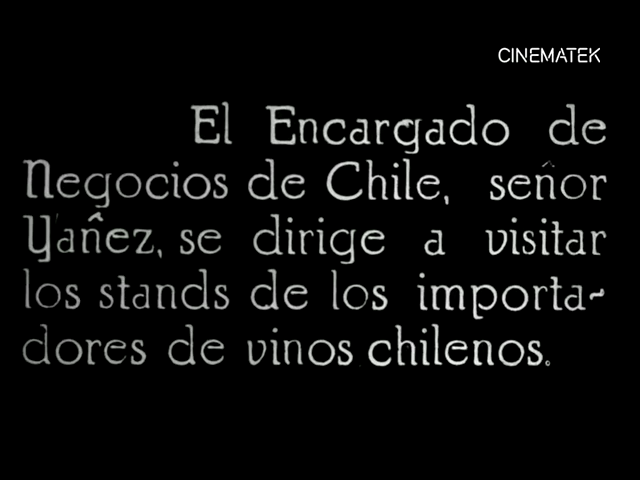 CINEMATEK
El Encargado de
Negocios de Chile, señor
Yañez, se dirige a visitar
los stands de los importa-
dores de vinos chilenos.